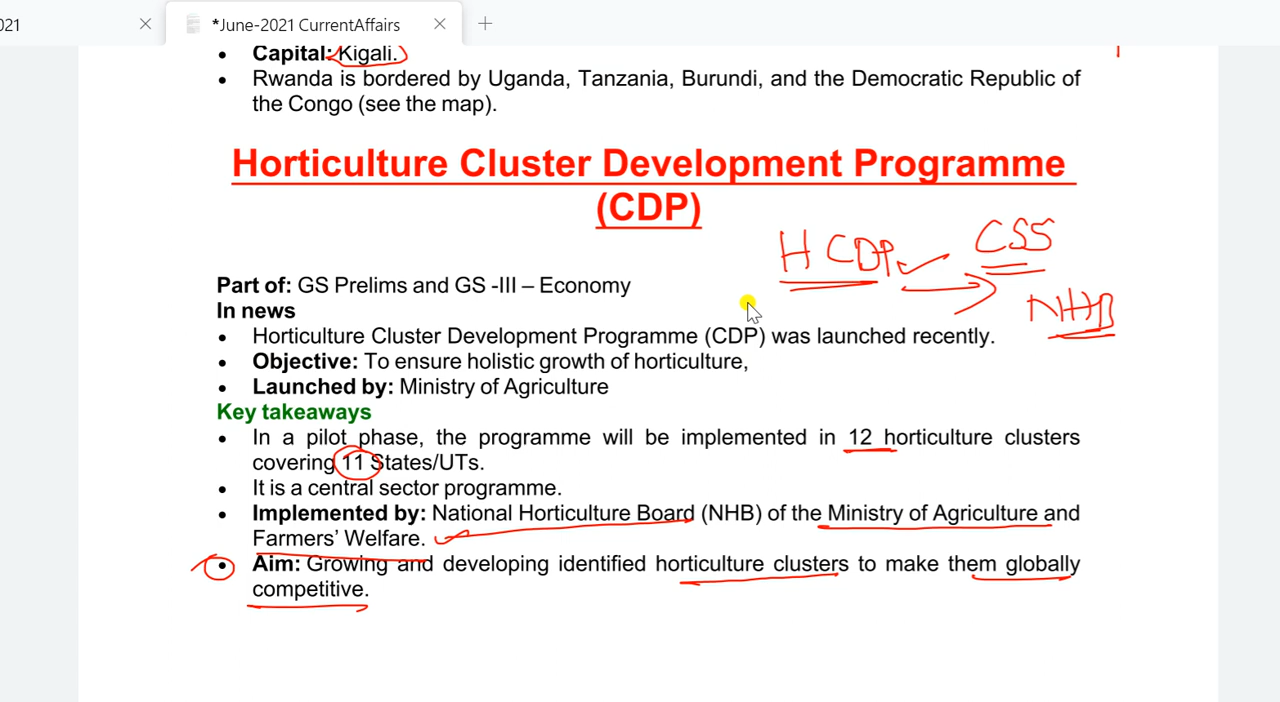 021
*June-2021 CurrentAffairs
Capital: Kigali.
Rwanda is bordered by Uganda, Tanzania, Burundi, and the Democratic Republic of
the Congo (see the map).
Horticulture Cluster Development Programme
(CDP)
H CDP CSS
NHB
Part of: GS Prelims and GS -III – Economy
In news
Horticulture Cluster Development Programme (CDP) was launched recently.
Objective: To ensure holistic growth of horticulture,
Launched by: Ministry of Agriculture
Key takeaways
In a pilot phase, the programme will be implemented in 12 horticulture clusters
covering 11 States/UTs.
It is a central sector programme.
Implemented by: National Horticulture Board (NHB) of the Ministry of Agriculture and
Farmers’ Welfare.
Aim: Growing and developing identified horticulture clusters to make them globally
competitive.